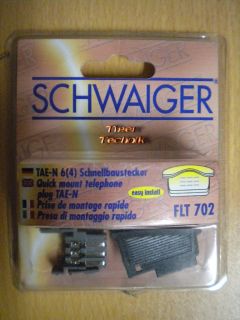 SCHWAIGER
TAE-N 6(4) Schnellbaustecker
Quick mount telephone
plug TAE-N
easy install
Prise de montage rapide
Presa di montaggio rapido
FLT 702